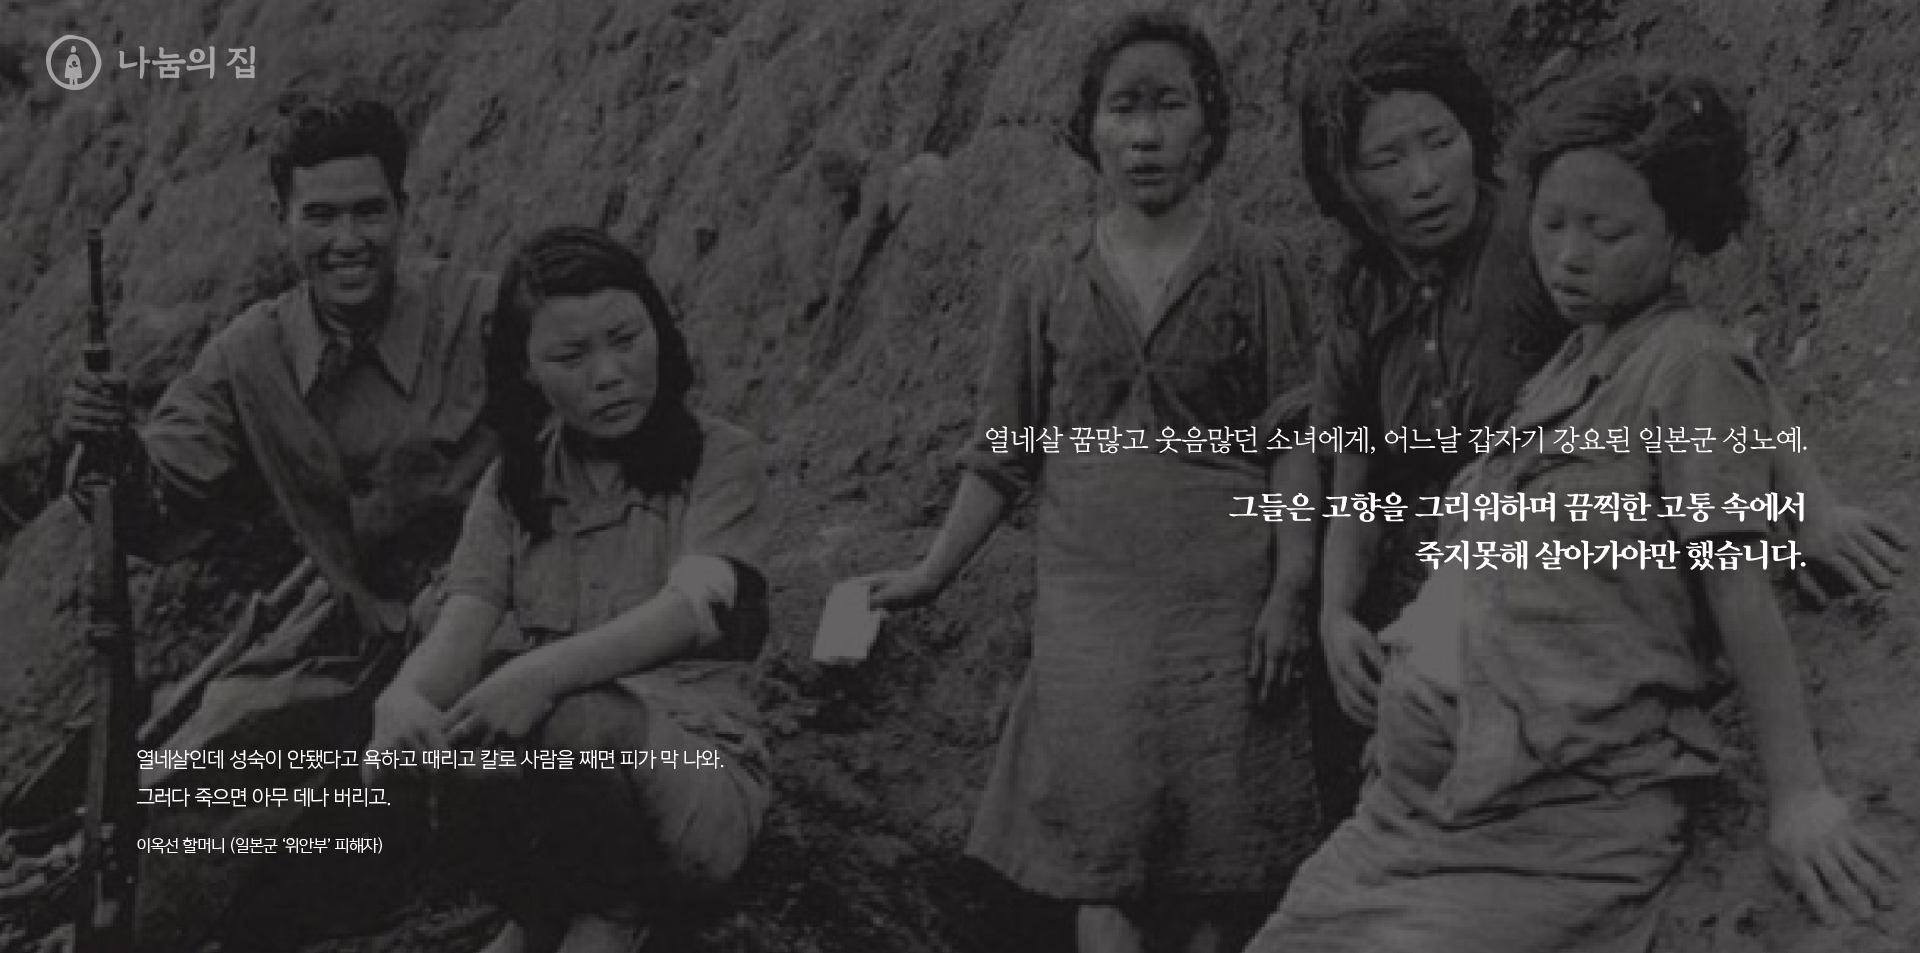 나눔의 집
열네살 꿈많고 웃음많던 소녀에게, 어느날 갑자기 강요된 일본군 성노예.
그들은 고향을 그리워하며 끔찍한 고통 속에서
죽지못해 살아가야만 했습니다.
열네살인데 성숙이 안됐다고 욕하고 때리고 칼로 사람을 째면 피가 막 나와.
그러다 죽으면 아무 데나 버리고.
이옥선 할머니 (일본군 ‘위안부’ 피해자)